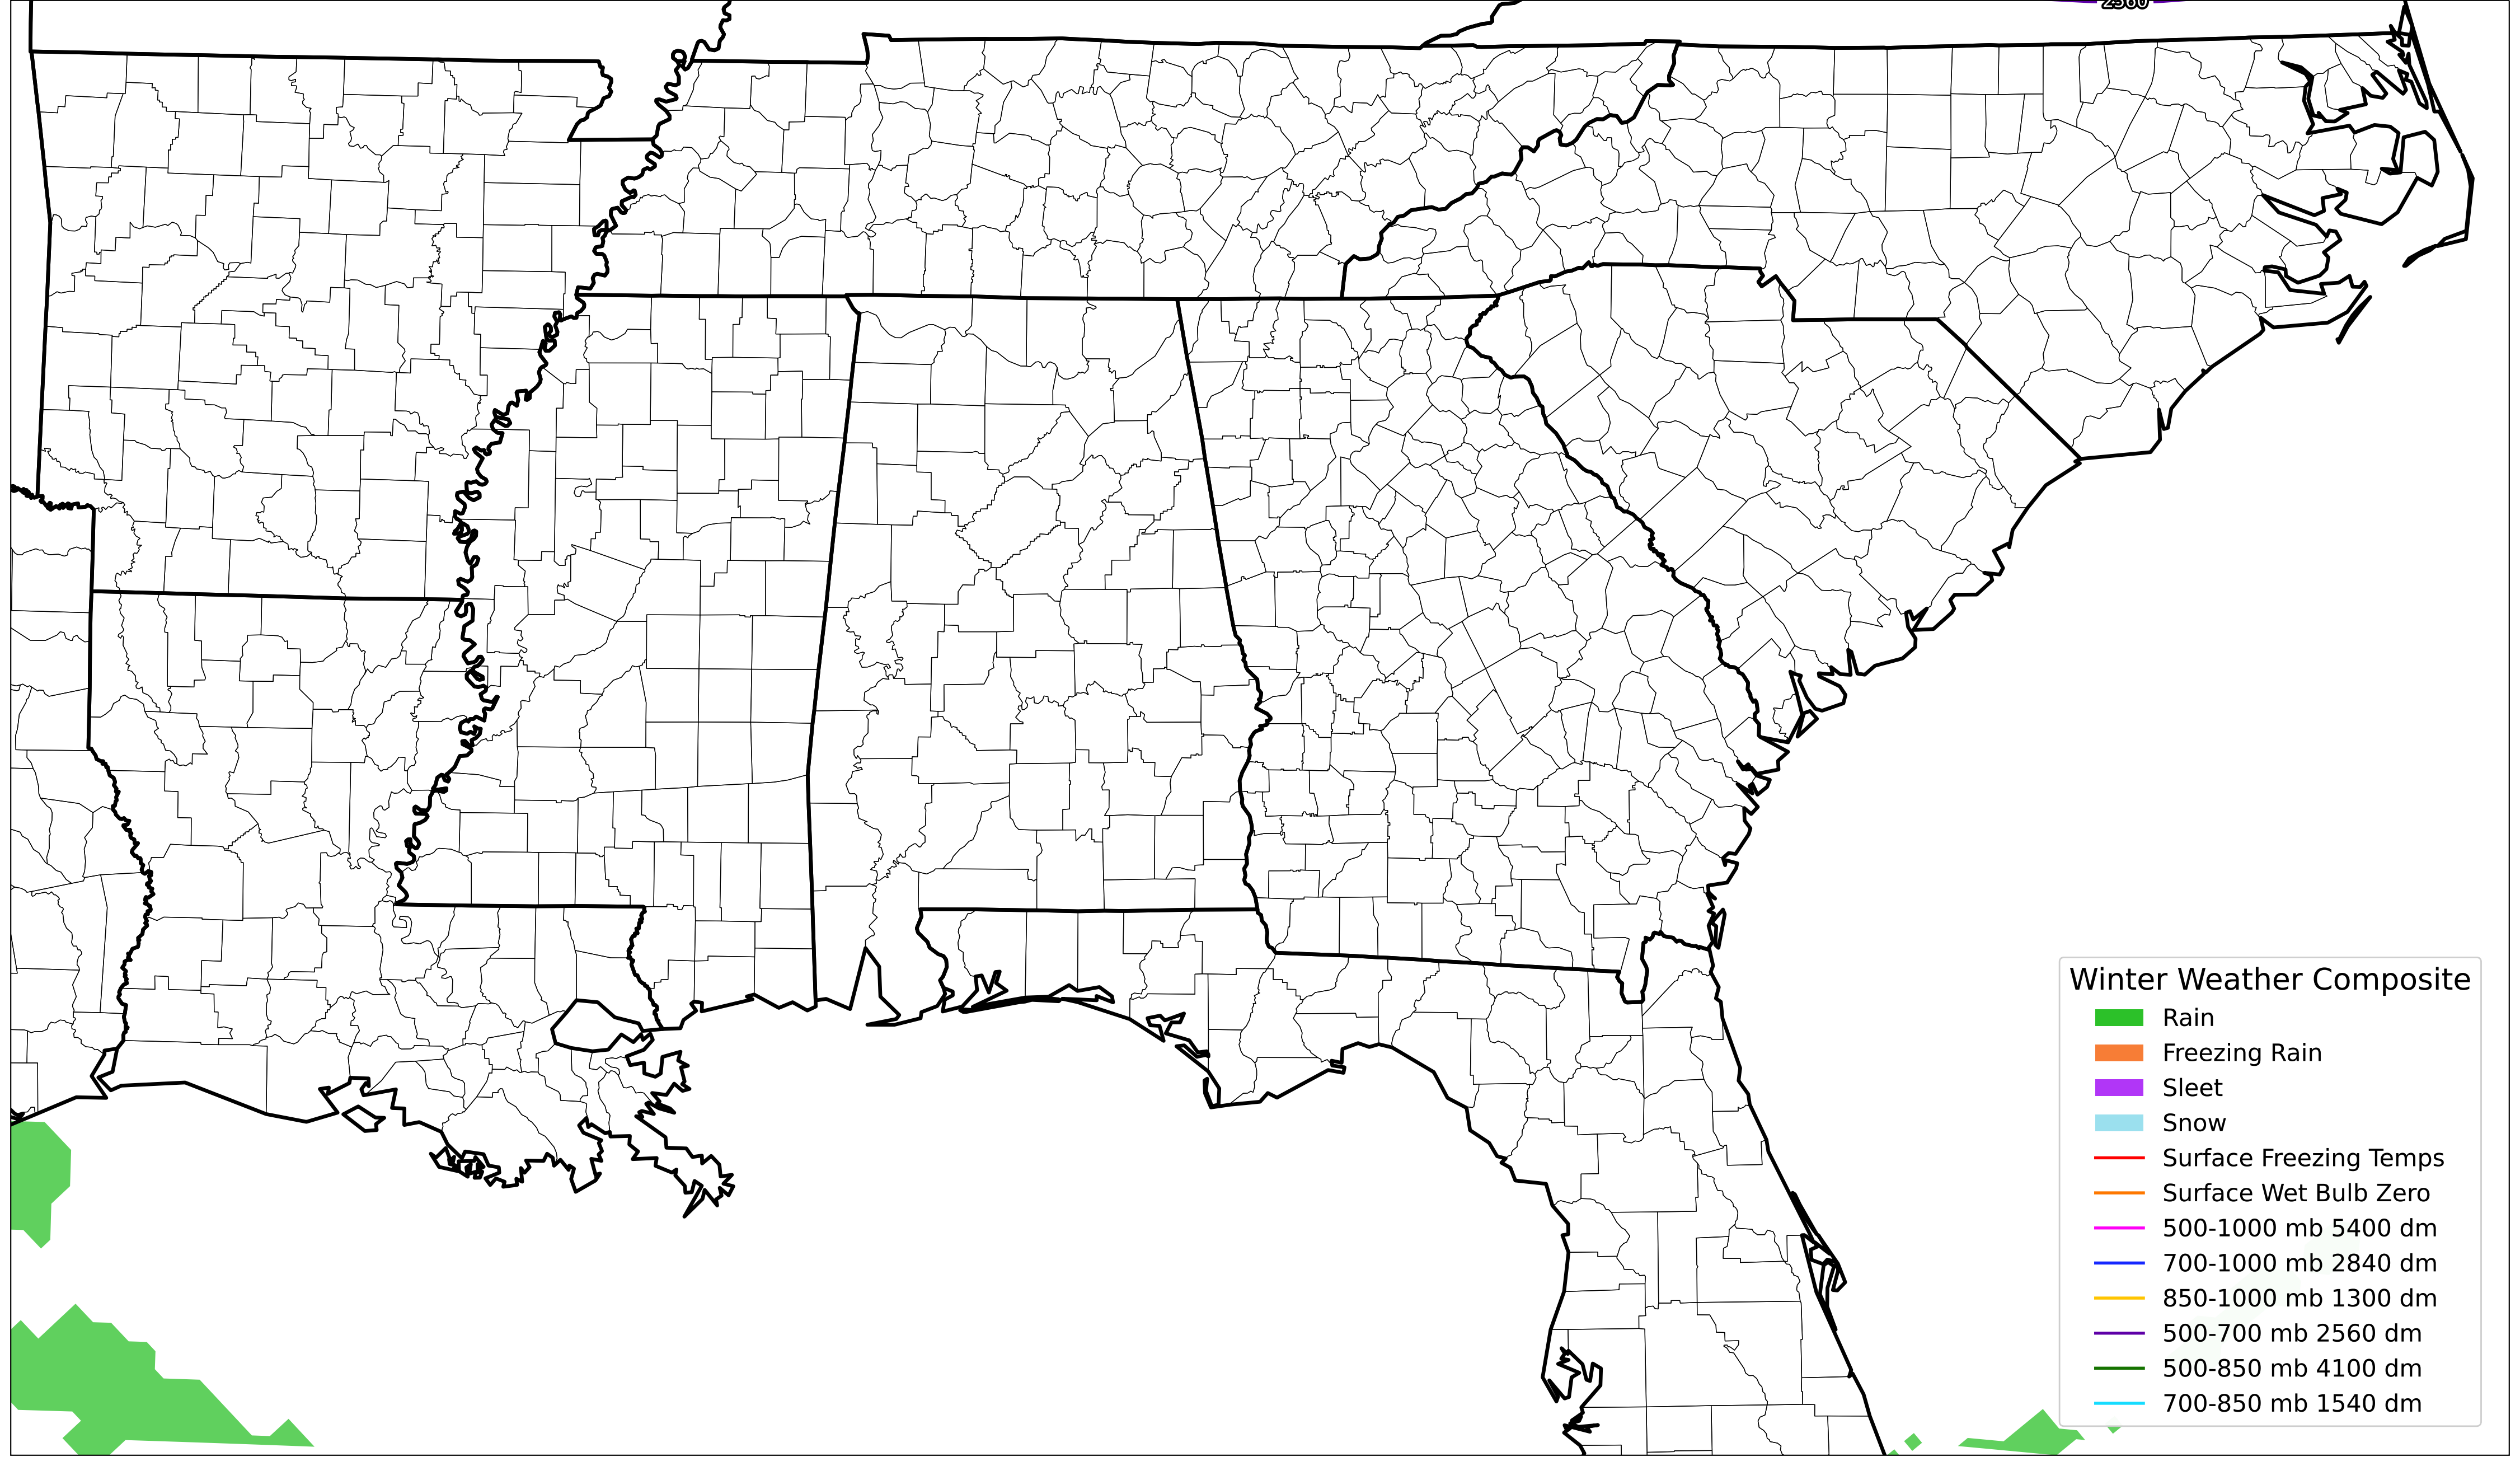 2560
Winter Weather Composite
Rain
Freezing Rain
Sleet
Snow
Surface Freezing Temps
Surface Wet Bulb Zero
500-1000 mb 5400 dm
700-1000 mb 2840 dm
850-1000 mb 1300 dm
500-700 mb 2560 dm
500-850 mb 4100 dm
700-850 mb 1540 dm